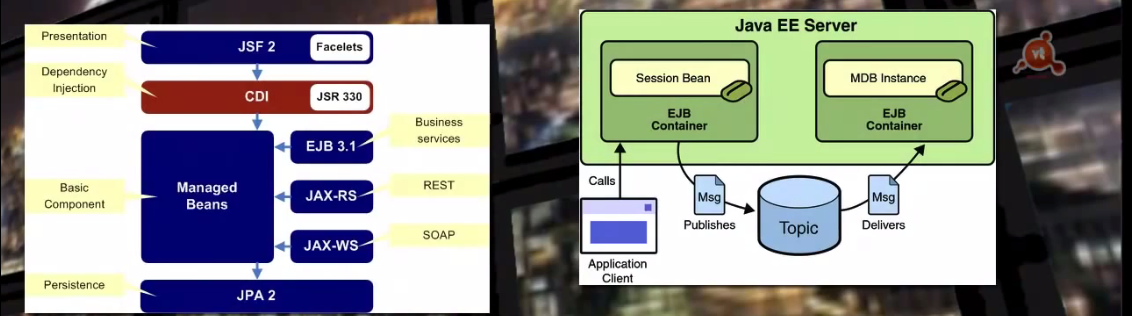 Presentation
JSF 2
Facelets
Dependency
Injection
CDI
JSR 330
Business
services
EJB 3.1
Basic
Component
Managed
Beans
JAX-RS
REST
JAX-WS
SOAP
Persistence
JPA 2
Java EE Server
Session Bean
MDB Instance
EJB
Container
EJB
Container
Calls
Msg
Publishes
Topic
Msg
Delivers
Application
Client
vt